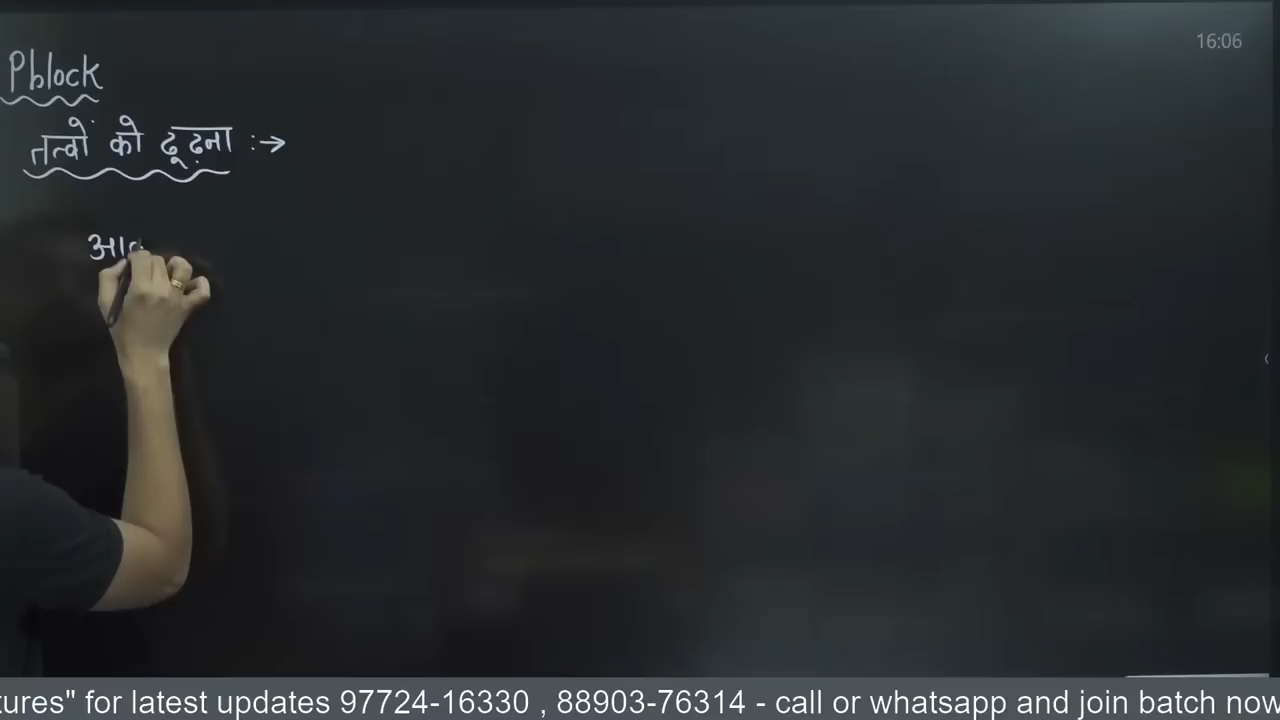 16:06
Pblock
तत्वों को ढूढ़ना :→
tures" for latest updates 97724-16330 , 88903-76314 - call or whatsapp and join batch now